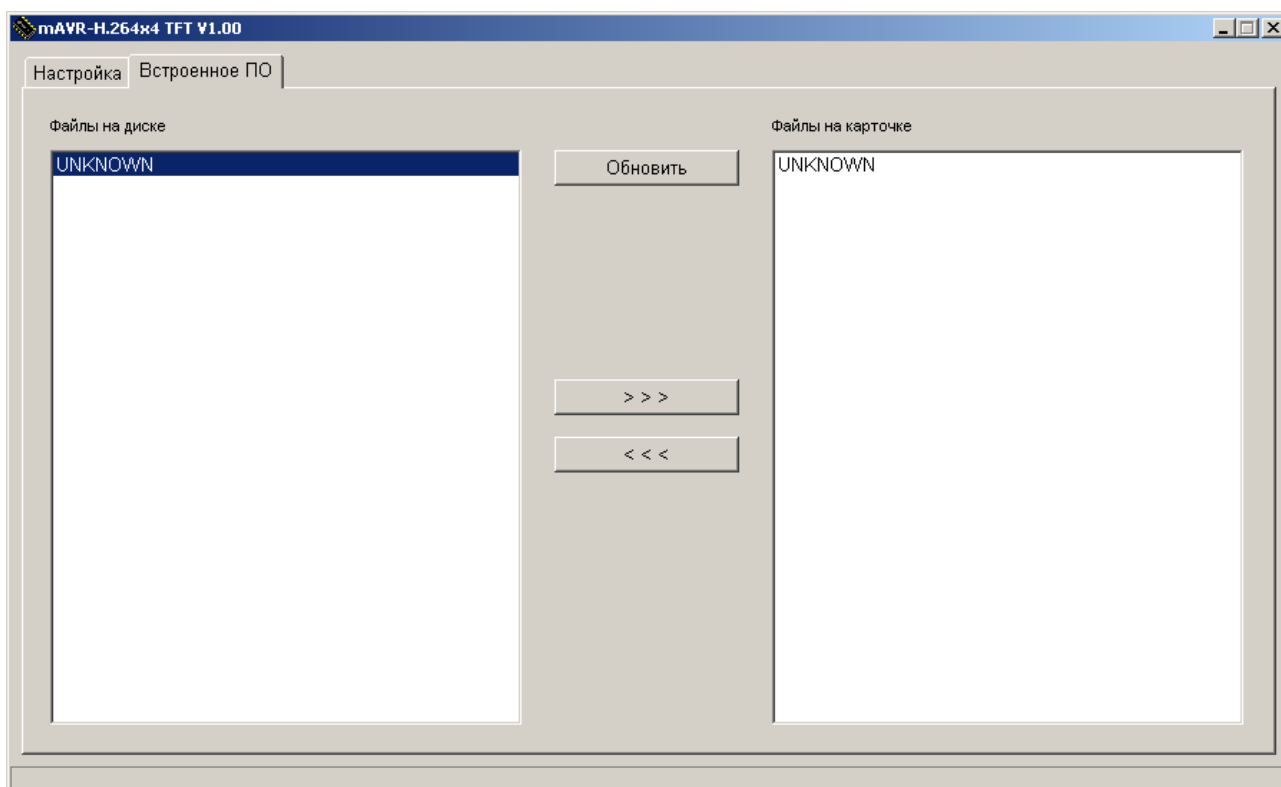 mAVR-H.264x4 TFT V1.00
Настройка
Встроенное ПО
Файлы на диске
Файлы на карточке
UNKNOWN
Обновить
UNKNOWN
> > >
< < <